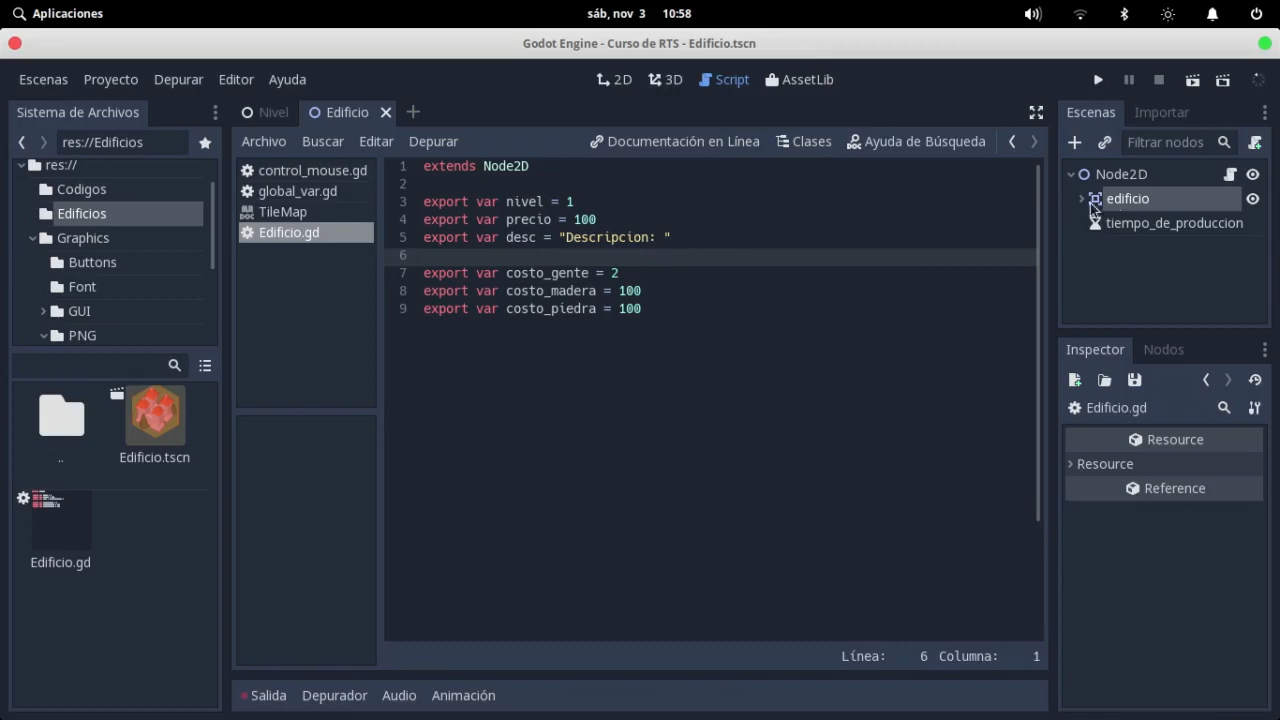 Aplicaciones
sáb, nov 3 10:58
Godot Engine - Curso de RTS - Edificio.tscn
Escenas Proyecto Depurar Editor Ayuda
2D 3D Script AssetLib
Sistema de Archivos
res://Edificios
res://
Codigos
Edificios
Graphics
Buttons
Font
GUI
PNG
..
Edificio.tscn
Edificio.gd
Nivel Edificio
Archivo Buscar Editar Depurar
Documentación en Línea Clases Ayuda de Búsqueda
control_mouse.gd
global_var.gd
TileMap
Edificio.gd
1 extends Node2D
2
3 export var nivel = 1
4 export var precio = 100
5 export var desc = "Descripcion: "
6
7 export var costo_gente = 2
8 export var costo_madera = 100
9 export var costo_piedra = 100
Línea: 6 Columna: 1
Salida Depurador Audio Animación
Escenas Importar
Filtrar nodos
Node2D
edificio
tiempo_de_produccion
Inspector Nodos
Edificio.gd
Resource
Resource
Reference